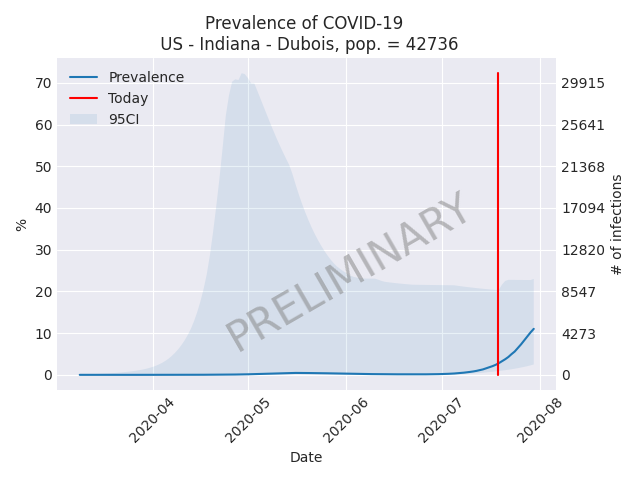 Prevalence of COVID-19
US - Indiana - Dubois, pop. = 42736
Prevalence
Today
95CI
70
60
50
40
30
20
10
0
%
29915
25641
21368
17094
12820
8547
4273
0
# of infections
PRELIMINARY
2020-04
2020-05
2020-06
2020-07
2020-08
Date